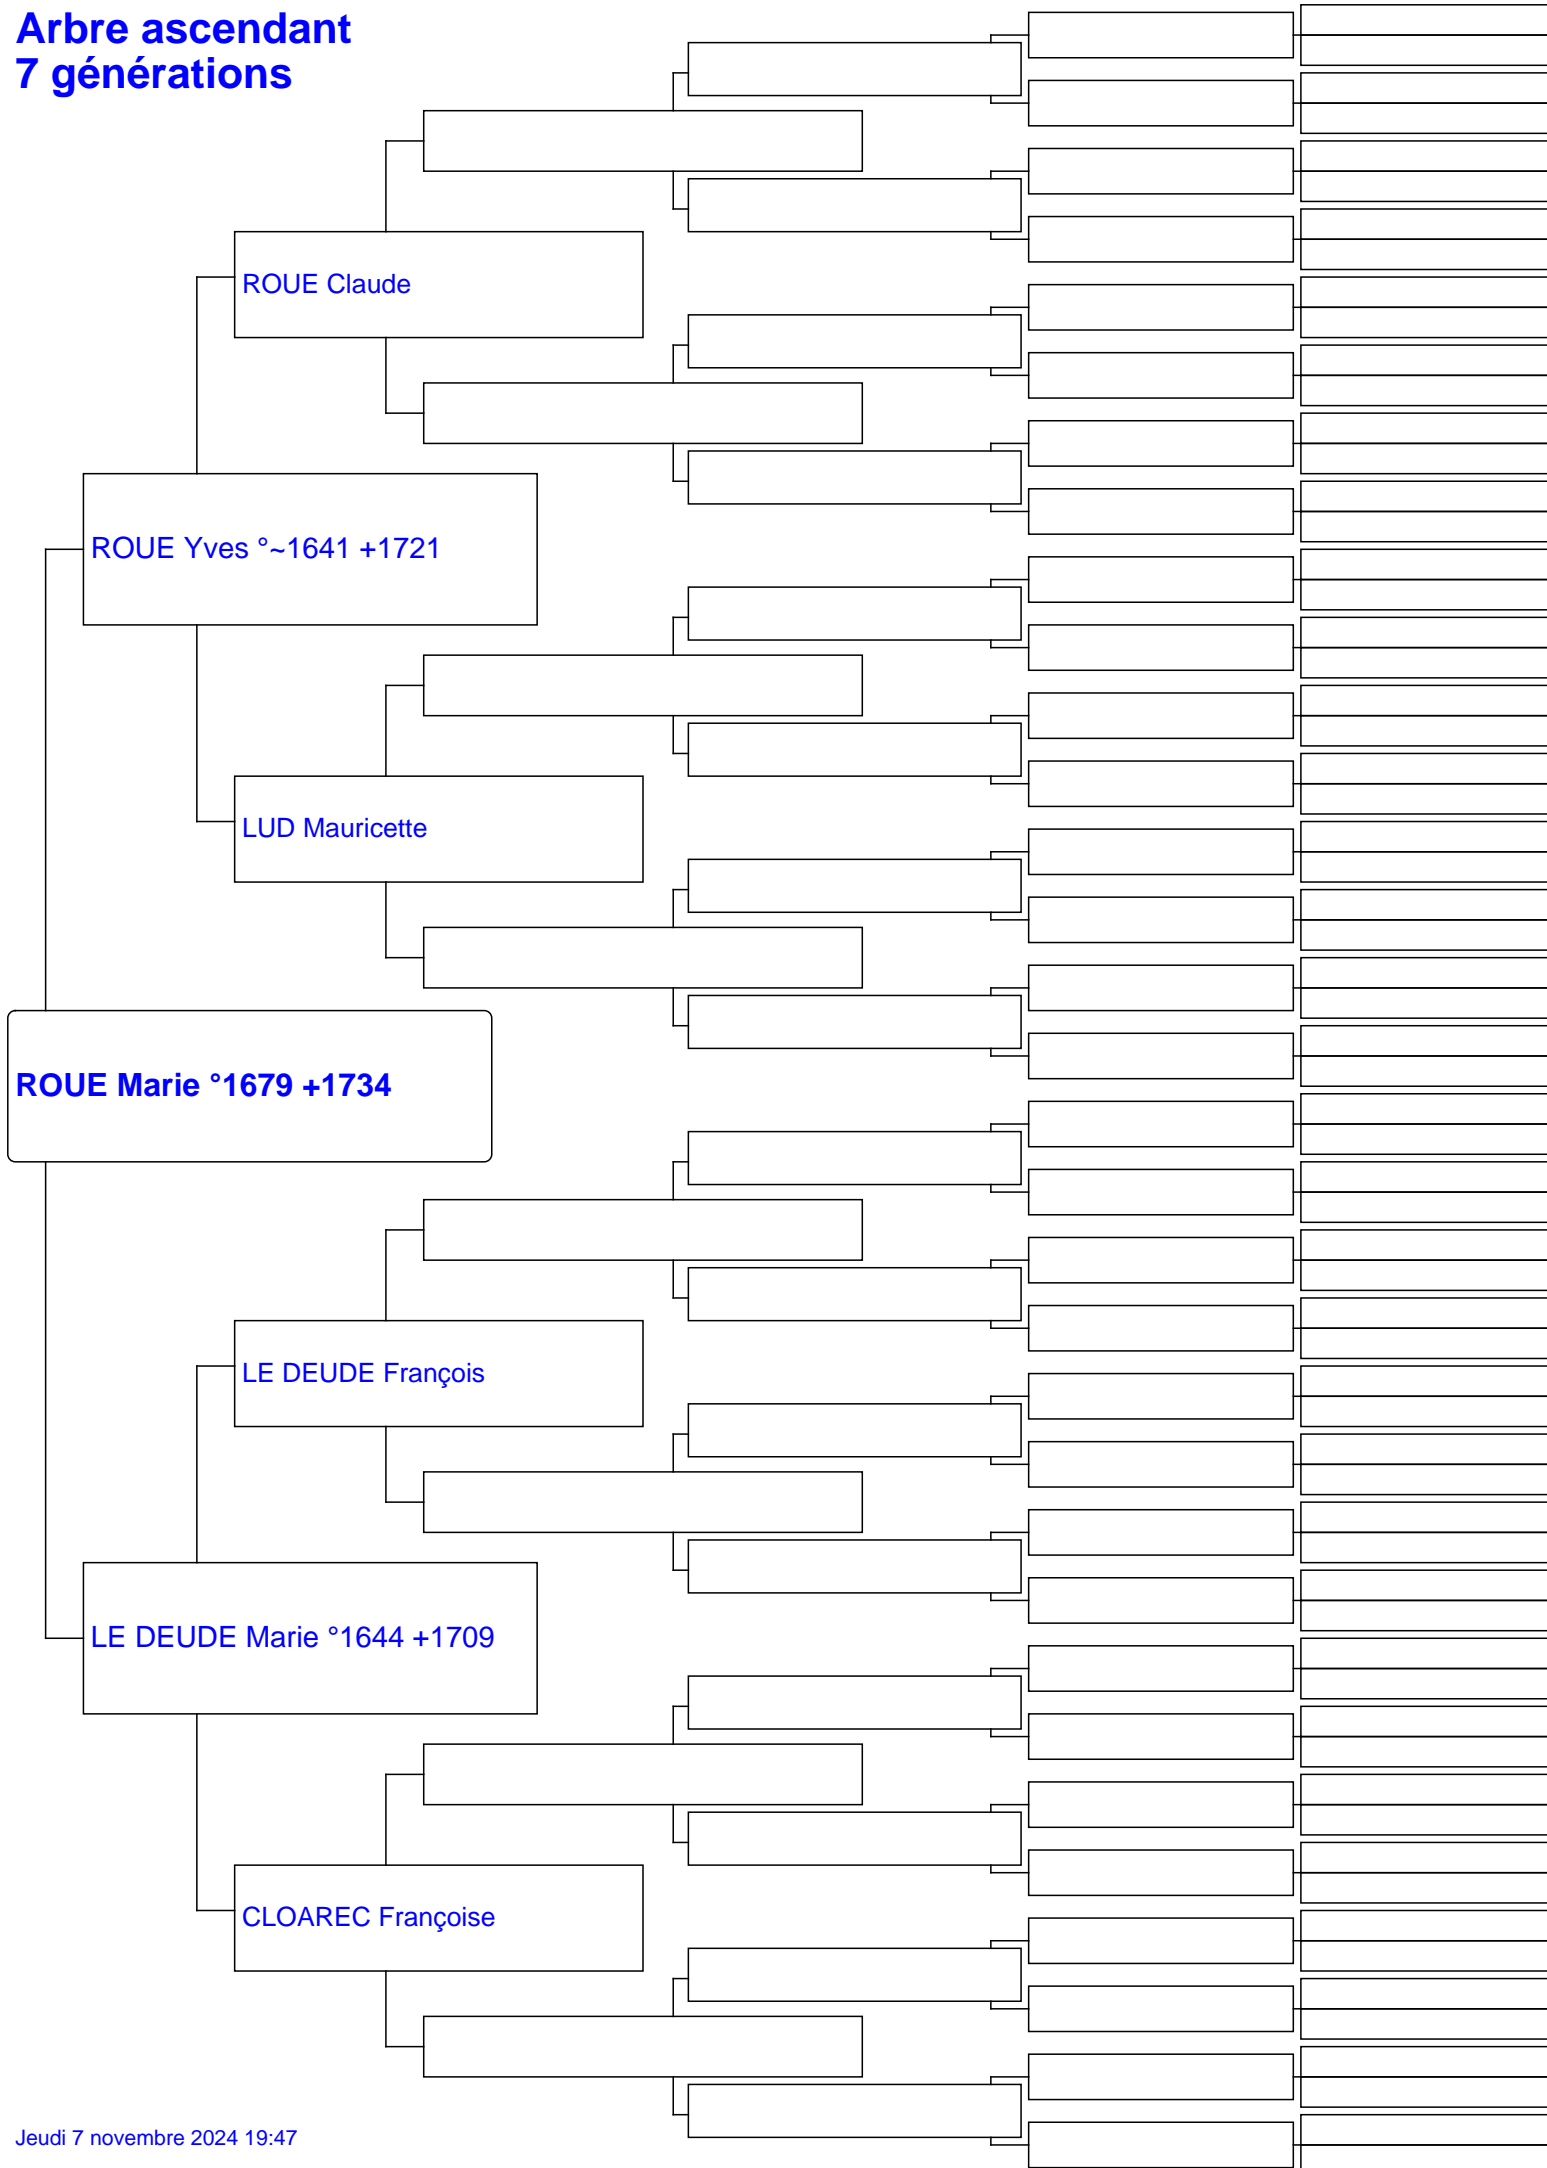 Arbre ascendant
7 générations
ROUE Claude
ROUE Yves °~1641 +1721
LUD Mauricette
ROUE Marie °1679 +1734
LE DEUDE François
LE DEUDE Marie °1644 +1709
CLOAREC Françoise
Jeudi 7 novembre 2024 19:47